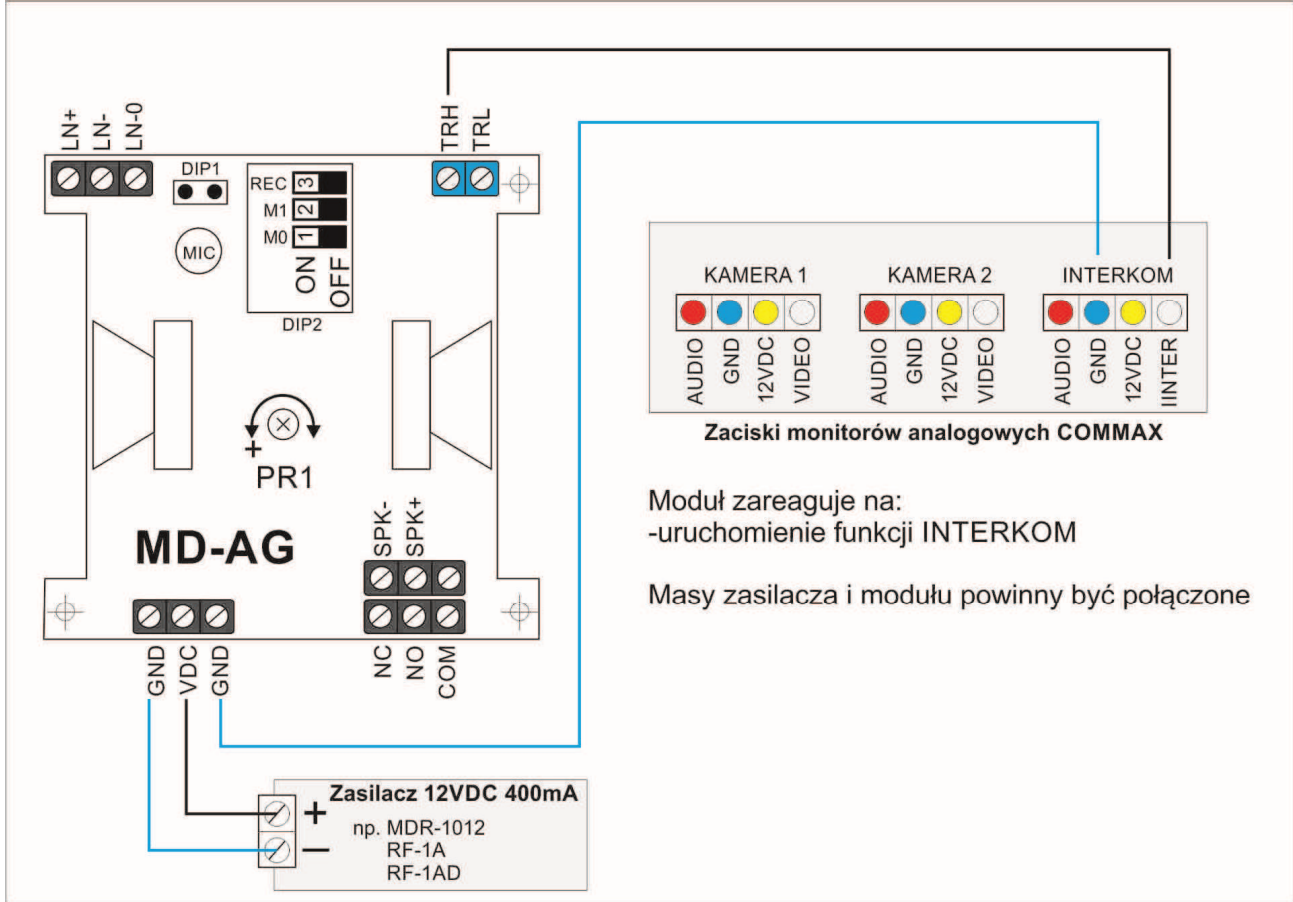 LN+
LN-
LN-0
TRH
TRL
DIP1
REC 3
M1 2
M0 1
ON
OFF
DIP2
MIC
+
PR1
MD-AG
SPK-
SPK+
NC
NO
COM
GND
VDC
GND
KAMERA 1
AUDIO
GND
12VDC
VIDEO
KAMERA 2
AUDIO
GND
12VDC
VIDEO
INTERKOM
AUDIO
GND
12VDC
IINTER
Zaciski monitorów analogowych COMMAX
Moduł zareaguje na:
-uruchomienie funkcji INTERKOM
Masy zasilacza i modułu powinny być połączone
Zasilacz 12VDC 400mA
+
np. MDR-1012
−
RF-1A
RF-1AD